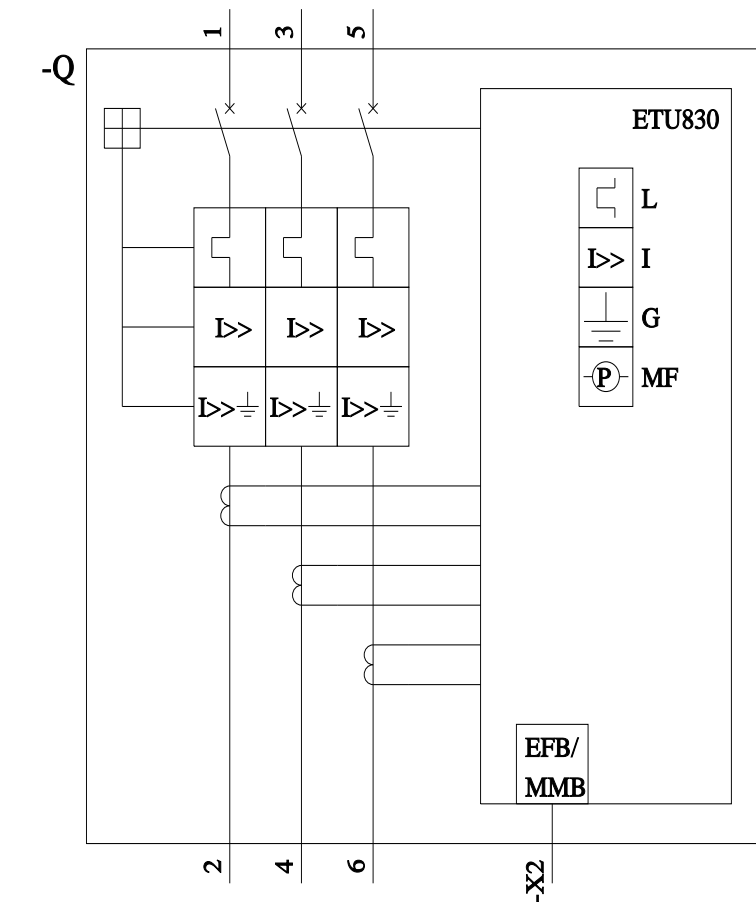 1 3 5
-Q
ETU830
L
I>> I
G
P MF
I>> I>> I>>
I>> I>> I>>
EFB/
MMB
2 4 6
-X2